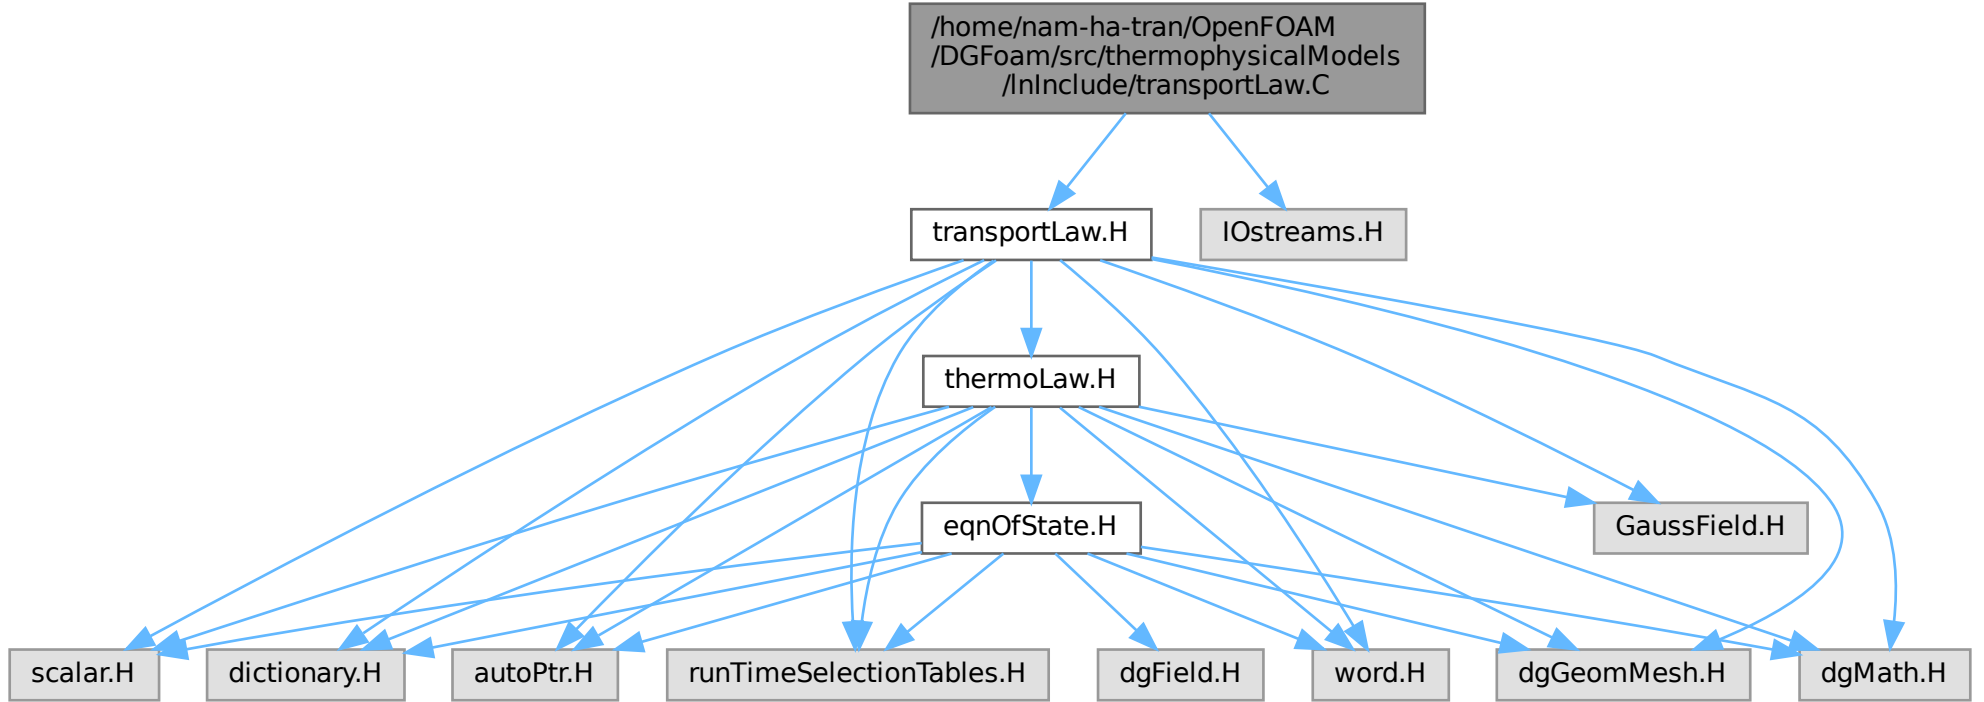 /home/nam-ha-tran/OpenFOAM
/DGFoam/src/thermophysicalModels
/lnInclude/transportLaw.C
transportLaw.H
IOstreams.H
thermoLaw.H
eqnOfState.H
GaussField.H
scalar.H
dictionary.H
autoPtr.H
runTimeSelectionTables.H
dgField.H
word.H
dgGeomMesh.H
dgMath.H